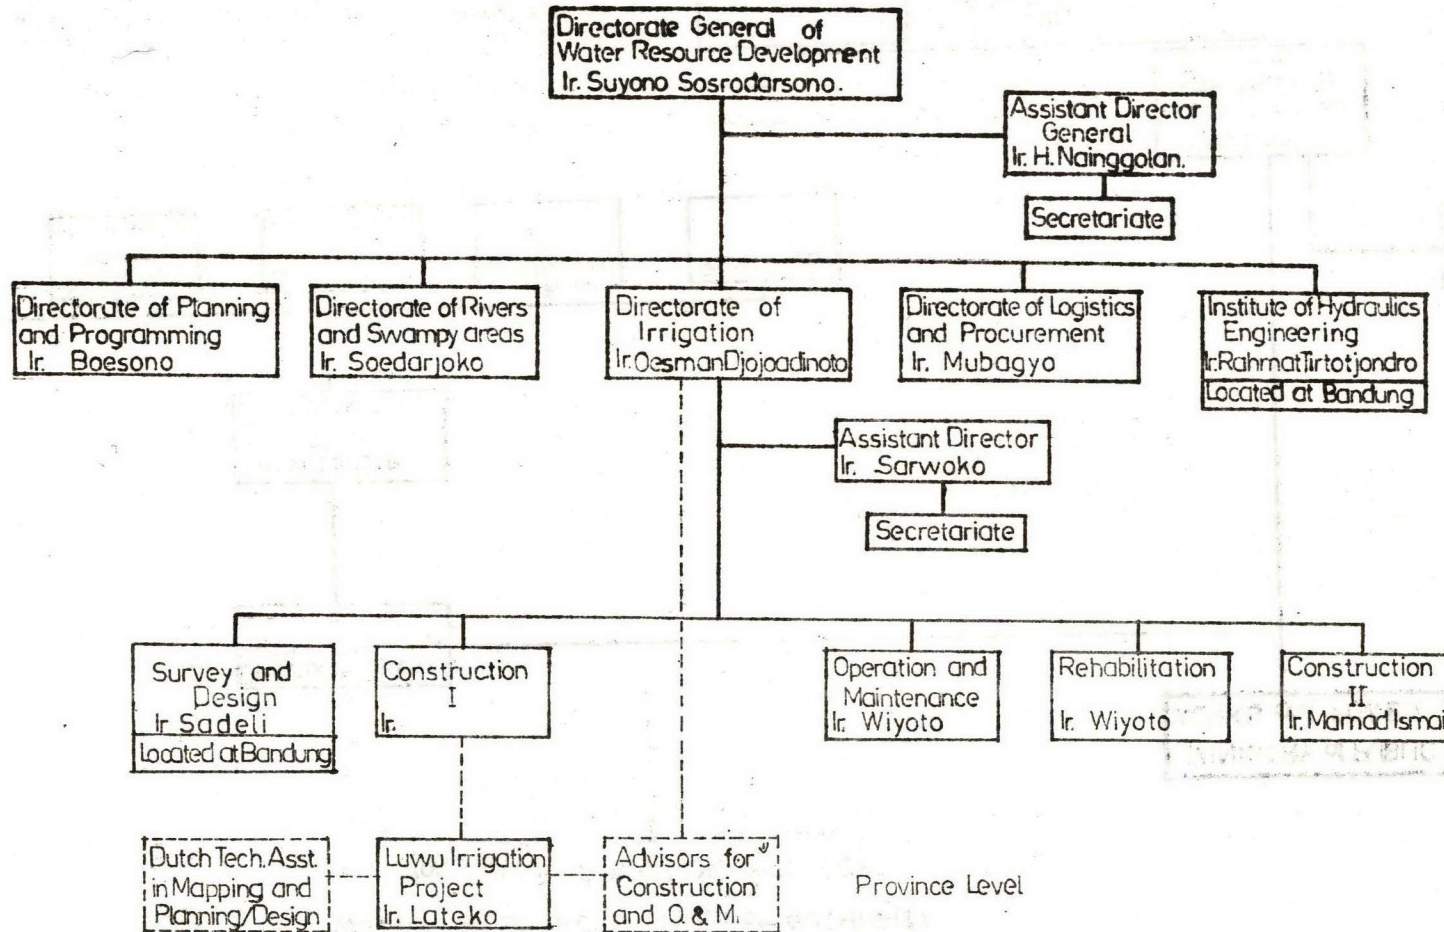 Directorate General of
Water Resource Development
Ir. Suyono Sosrodarsono.
Assistant Director
General
Ir. H. Nainggolan.
Secretariate
Directorate of Planning
and Programming
Ir. Boesono
Directorate of Rivers
and Swampy areas
Ir. Soedarjoko
Directorate of
Irrigation
Ir. Oesman Djojoadinoto
Directorate of Logistics
and Procurement
Ir. Mubagyo
Institute of Hydraulics
Engineering
Ir. Rahmat Tirtotjondro
Located at Bandung
Assistant Director
Ir. Sarwoko
Secretariate
Survey and
Design
Ir Sadeli
Located at Bandung
Construction
I
Ir.
Operation and
Maintenance
Ir. Wiyoto
Rehabilitation
Ir. Wiyoto
Construction
II
Ir. Mamad Ismai
Dutch Tech. Asst.
in Mapping and
Planning/Design
Luwu Irrigation
Project
Ir. Lateko
Advisors for
Construction
and O & M.
Province Level